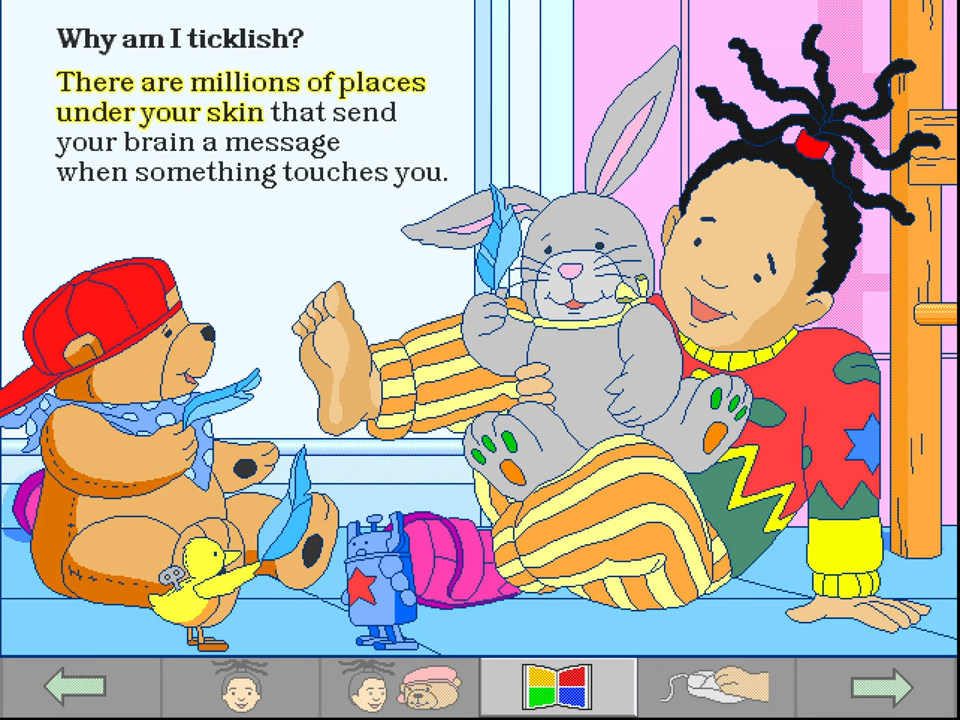 Why am I ticklish?
There are millions of places
under your skin that send
your brain a message
when something touches you.